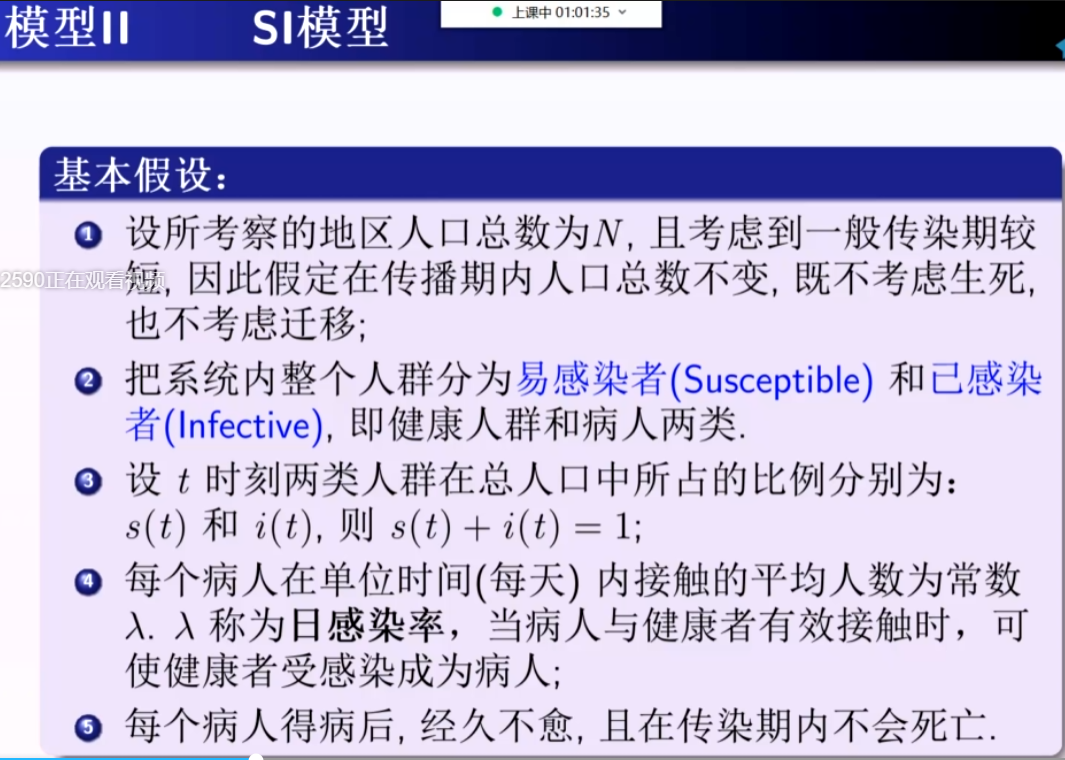 模型II SI模型
上课中 01:01:35
基本假设：
1 设所考察的地区人口总数为N, 且考虑到一般传染期较
2590正在观看视频
短, 因此假定在传播期内人口总数不变, 既不考虑生死,
也不考虑迁移;
2 把系统内整个人群分为易感染者(Susceptible) 和已感染
者(Infective), 即健康人群和病人两类.
3 设 t 时刻两类人群在总人口中所占的比例分别为：
s(t) 和 i(t), 则 s(t) + i(t) = 1;
4 每个病人在单位时间(每天) 内接触的平均人数为常数
λ. λ 称为日感染率，当病人与健康者有效接触时，可
使健康者受感染成为病人;
5 每个病人得病后, 经久不愈, 且在传染期内不会死亡.